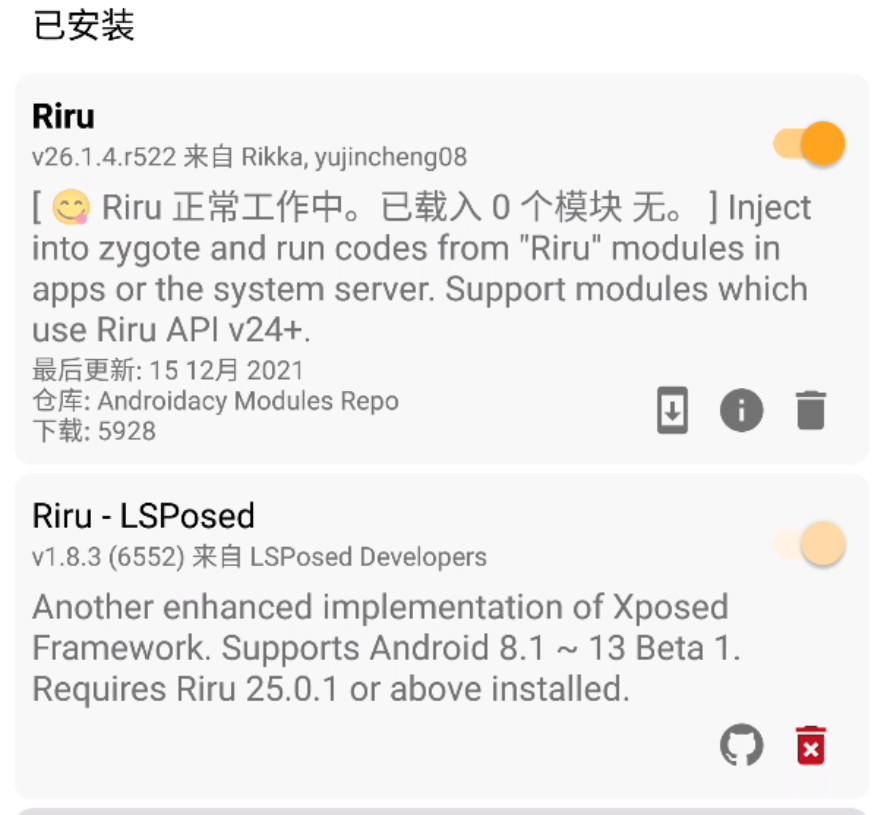 已安装
Riru
v26.1.4.r522 来自 Rikka, yujincheng08
[ 😋 Riru 正常工作中。已载入 0 个模块 无。 ] Inject
into zygote and run codes from "Riru" modules in
apps or the system server. Support modules which
use Riru API v24+.
最后更新: 15 12月 2021
仓库: Androidacy Modules Repo
下载: 5928
Riru - LSPosed
v1.8.3 (6552) 来自 LSPosed Developers
Another enhanced implementation of Xposed
Framework. Supports Android 8.1 ~ 13 Beta 1.
Requires Riru 25.0.1 or above installed.